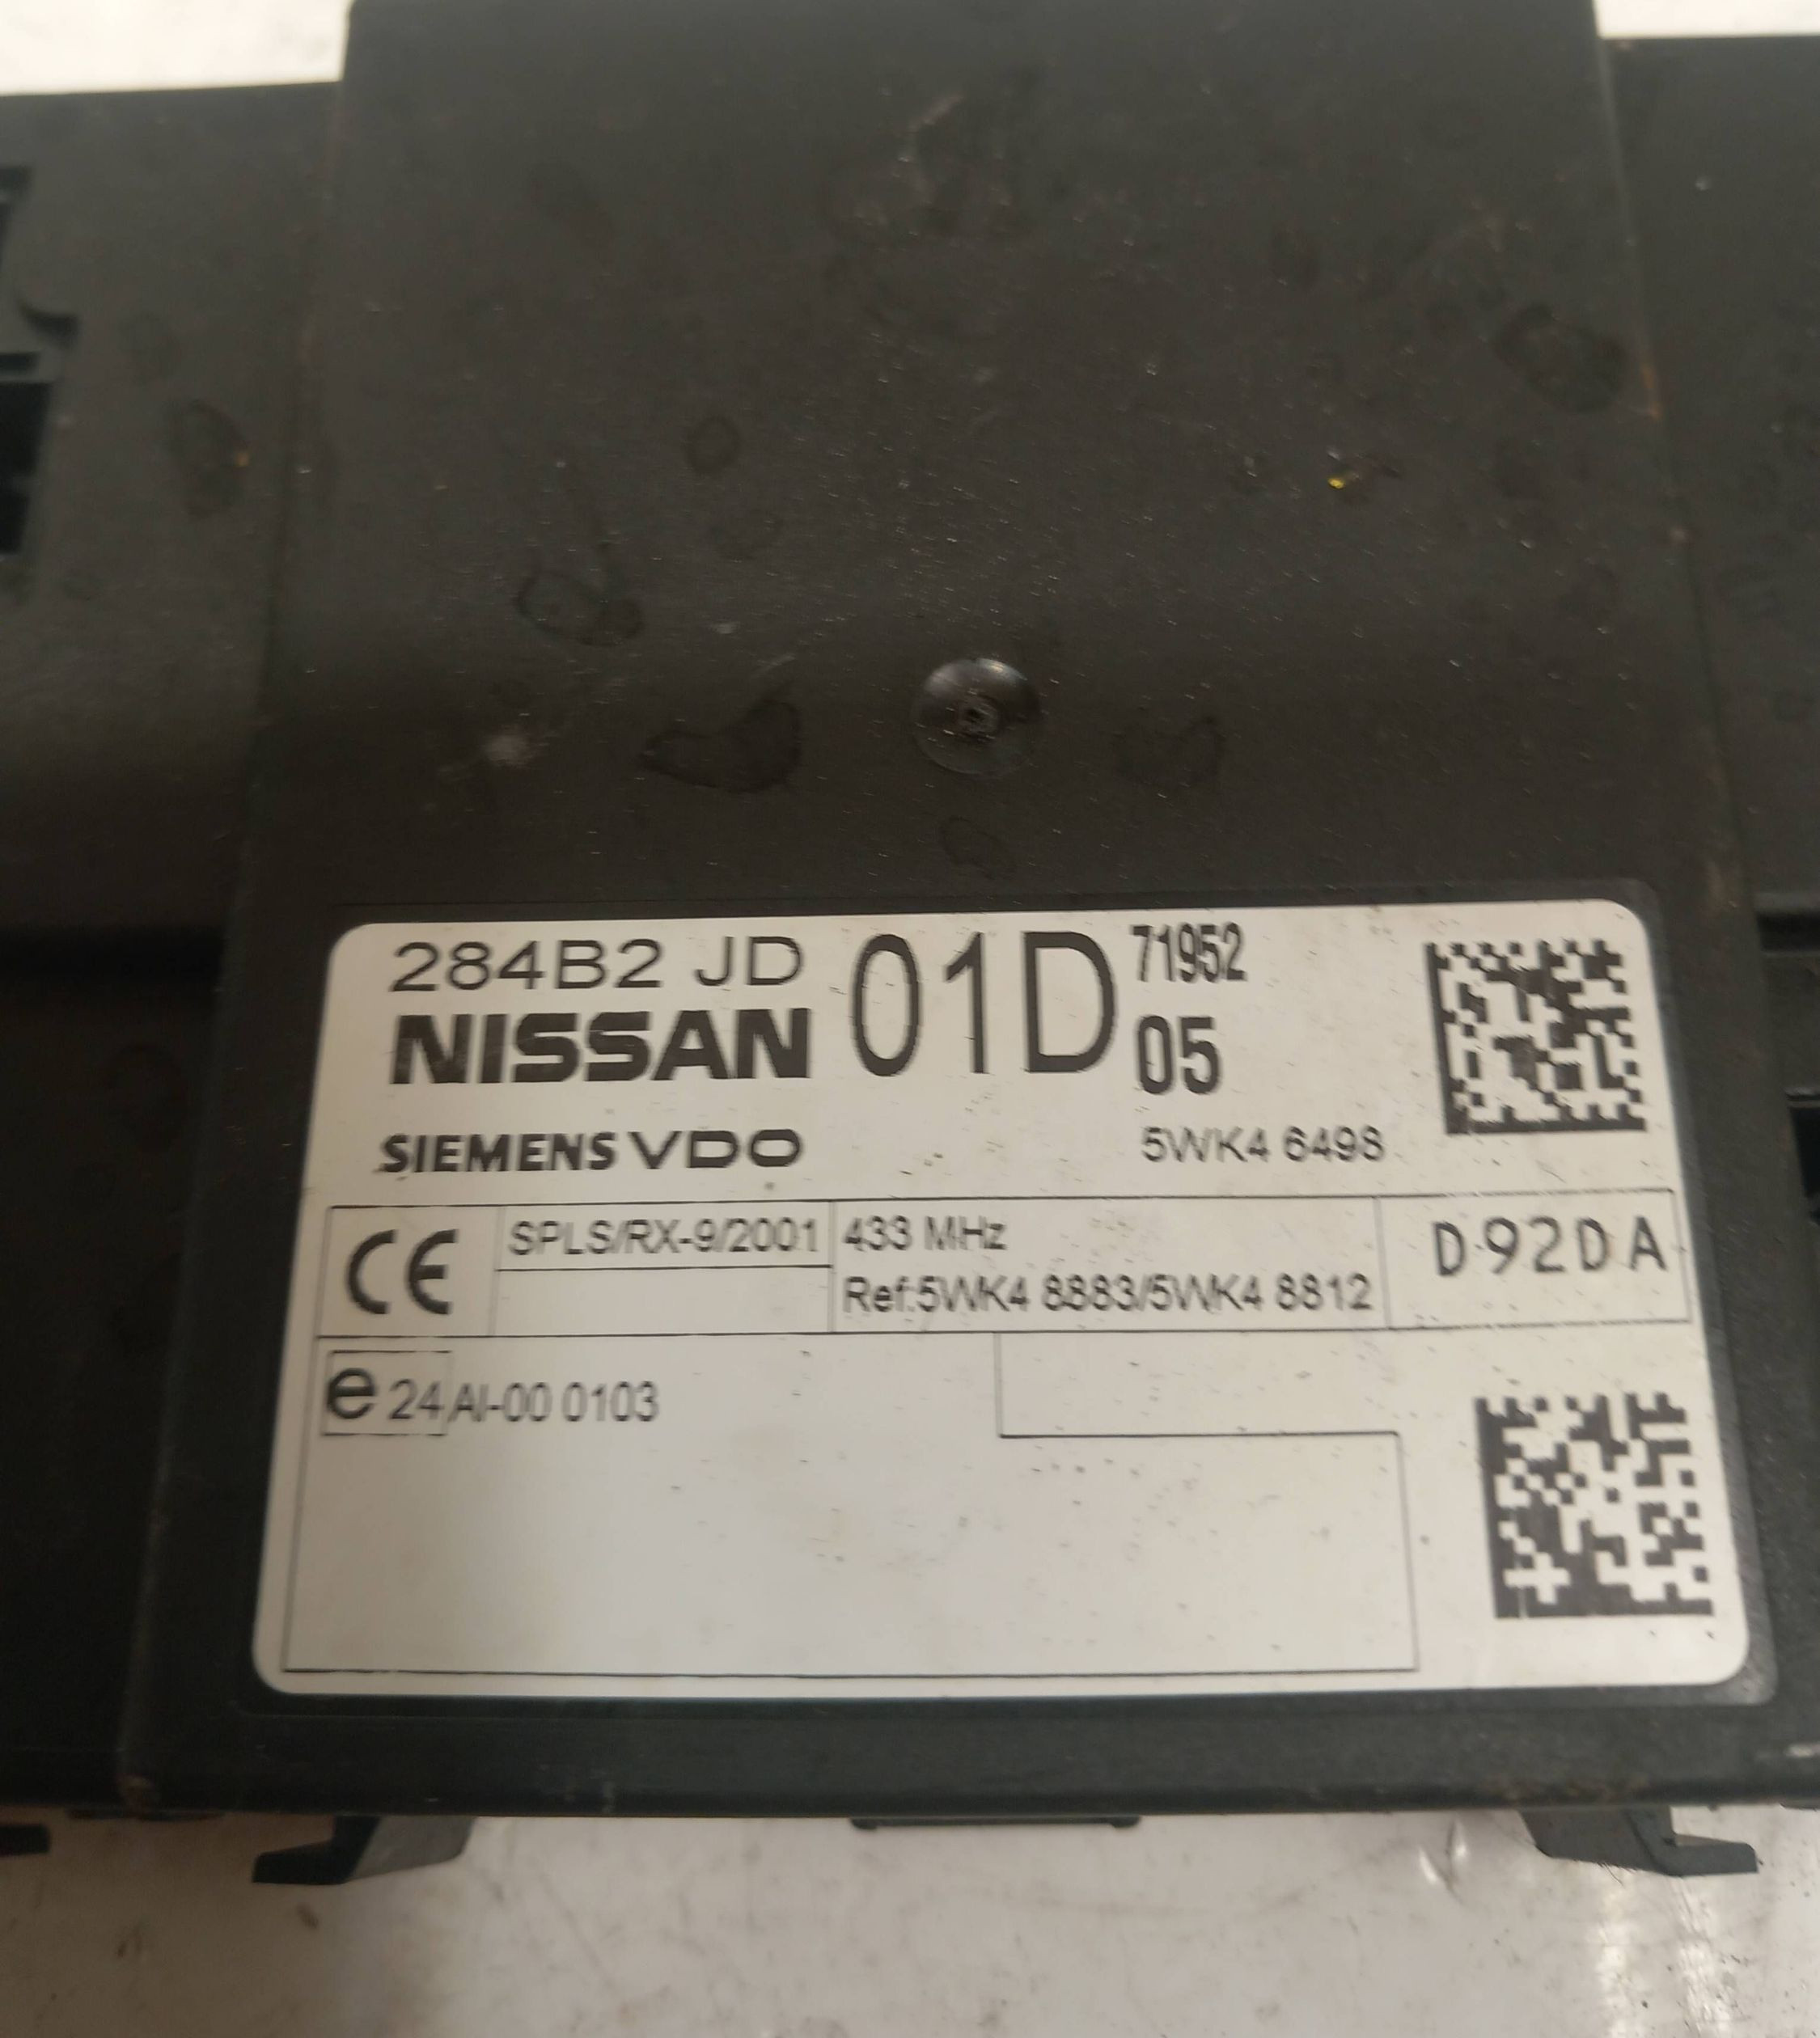 284B2 JD 01D 71952
NISSAN 05
SIEMENS VDO 5WK4 6498
CE SPLS/RX-9/2001 433 MHz D92DA
Ref:5WK4 8883/5WK4 8812
e 24 AI-00 0103